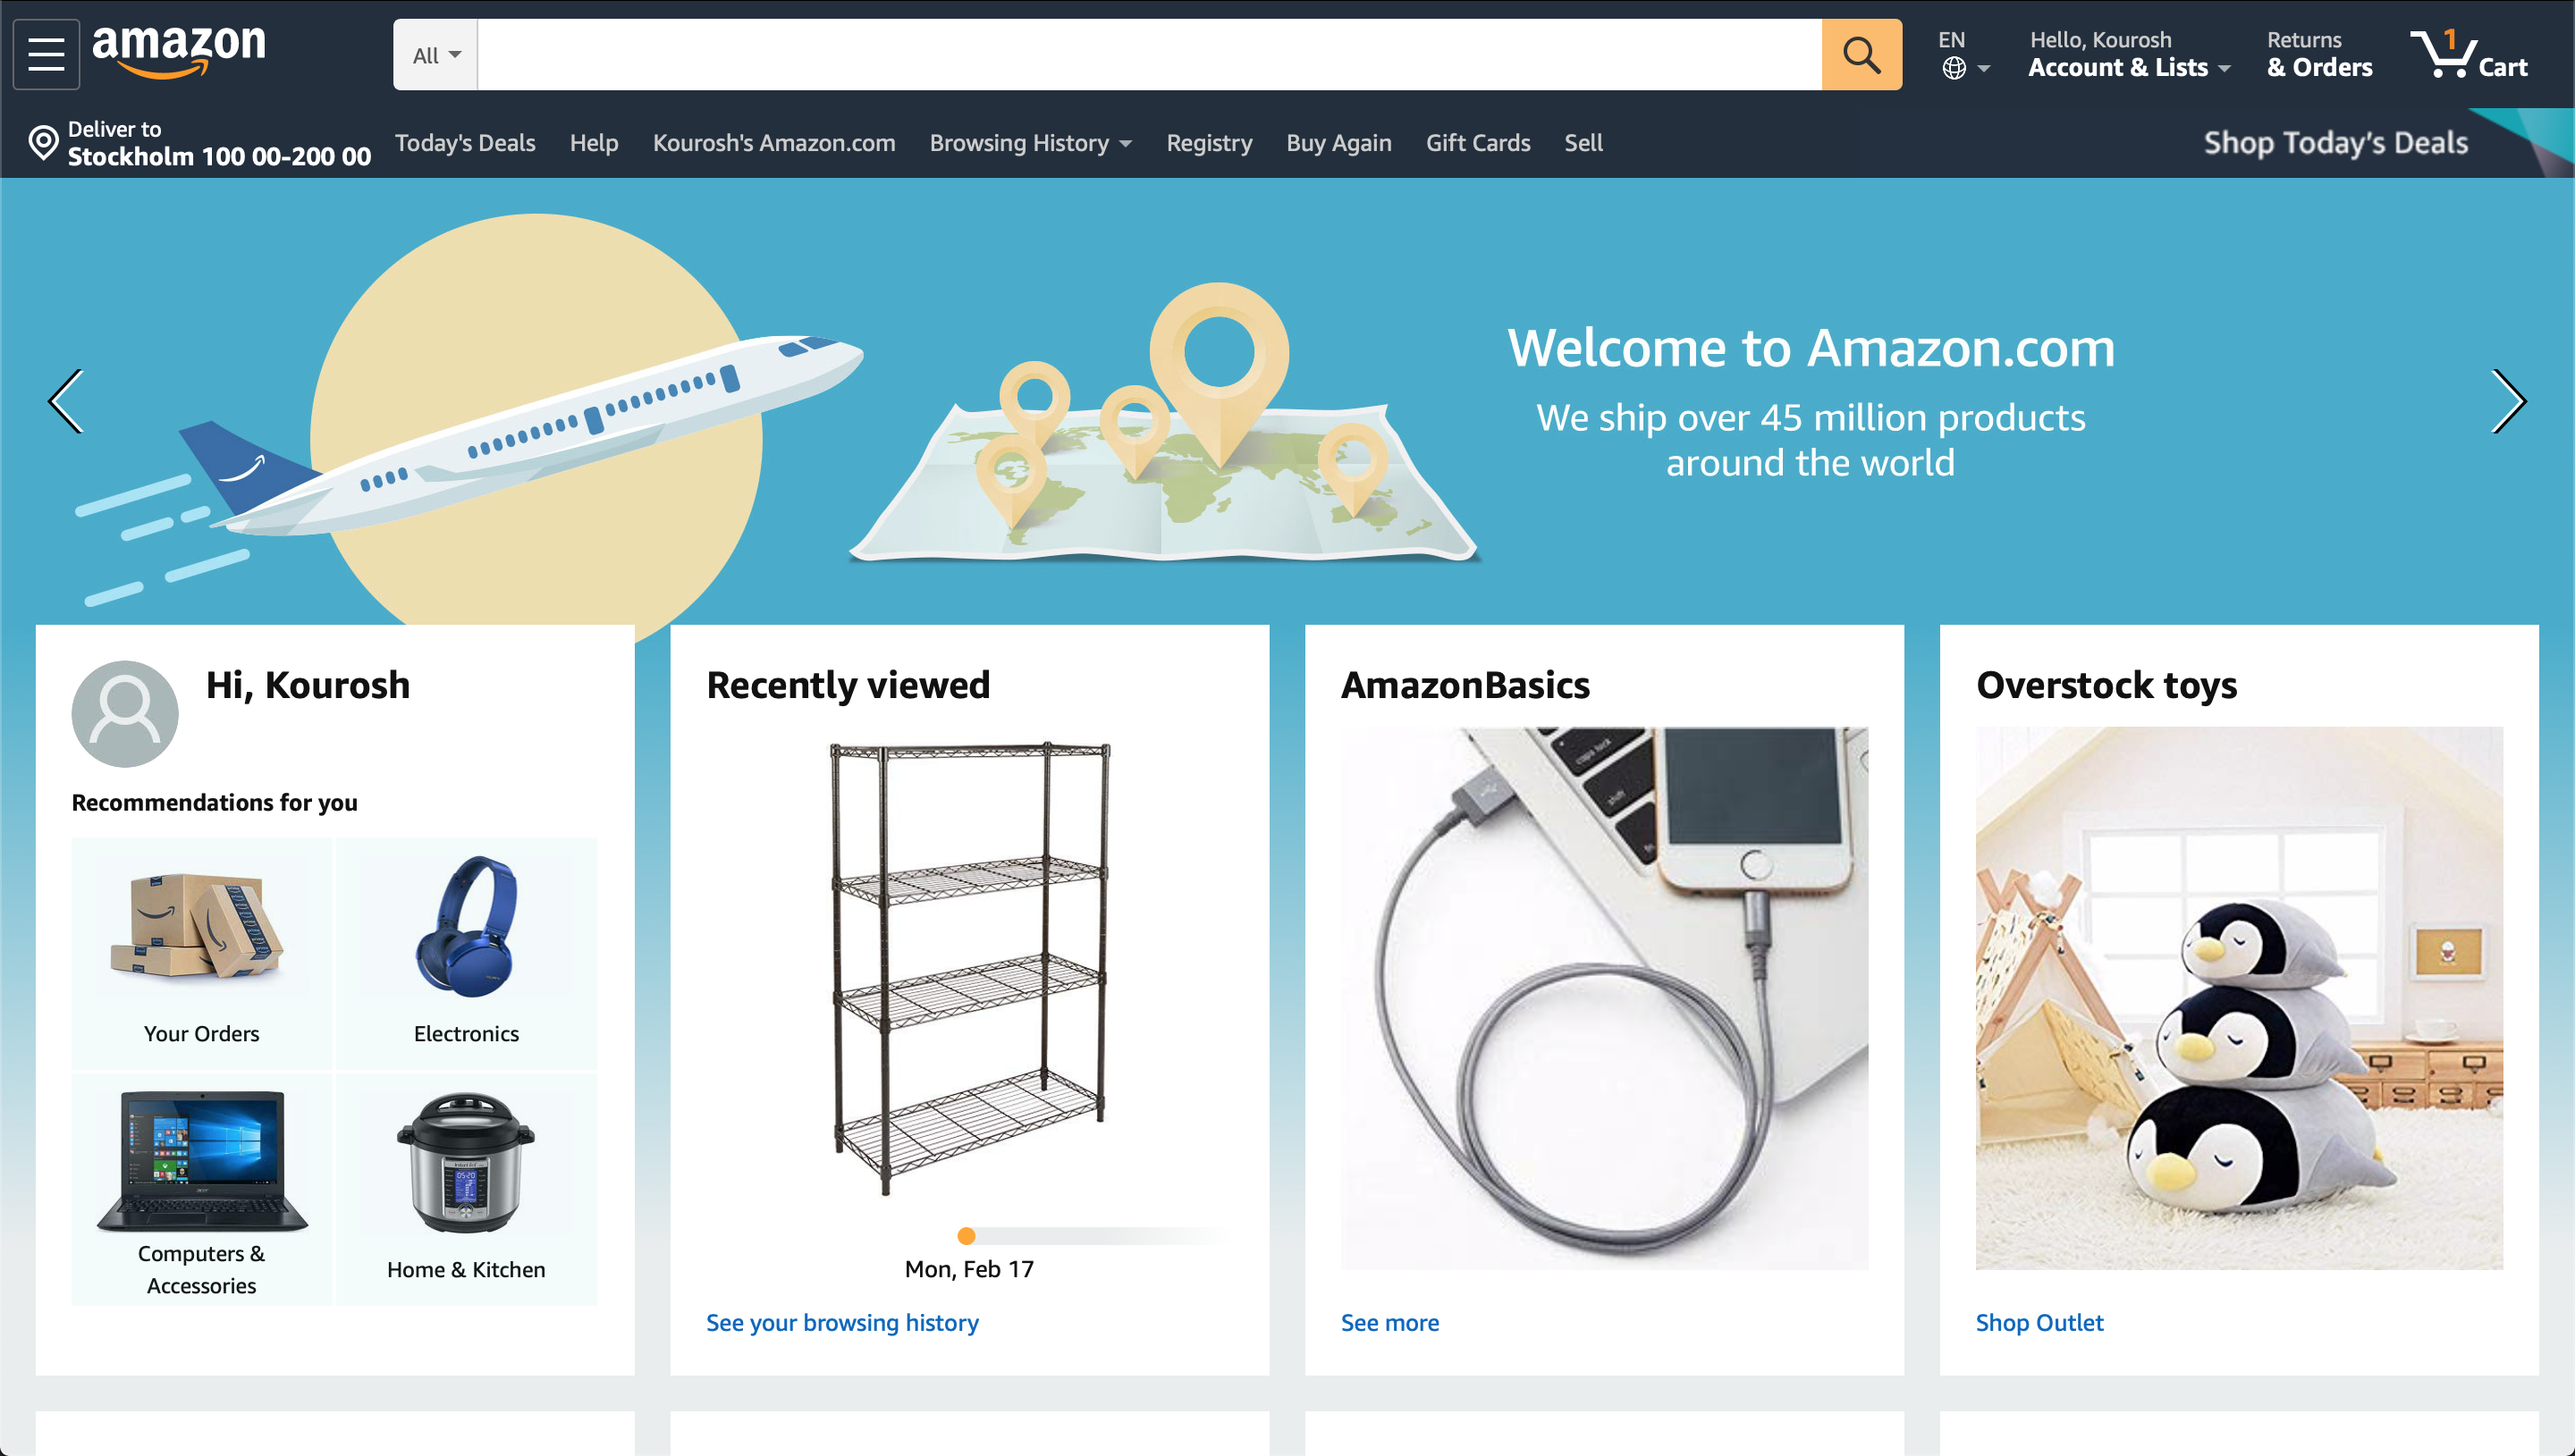 amazon
All
EN
Hello, Kourosh
Account & Lists
Returns
& Orders
1
Cart
Deliver to
Stockholm 100 00-200 00
Today's Deals
Help
Kourosh's Amazon.com
Browsing History
Registry
Buy Again
Gift Cards
Sell
Shop Today's Deals
Welcome to Amazon.com
We ship over 45 million products
around the world
Hi, Kourosh
Recommendations for you
Your Orders
Electronics
Computers &
Accessories
Home & Kitchen
Recently viewed
Mon, Feb 17
See your browsing history
AmazonBasics
caps lock
shift
fn
See more
Overstock toys
Shop Outlet